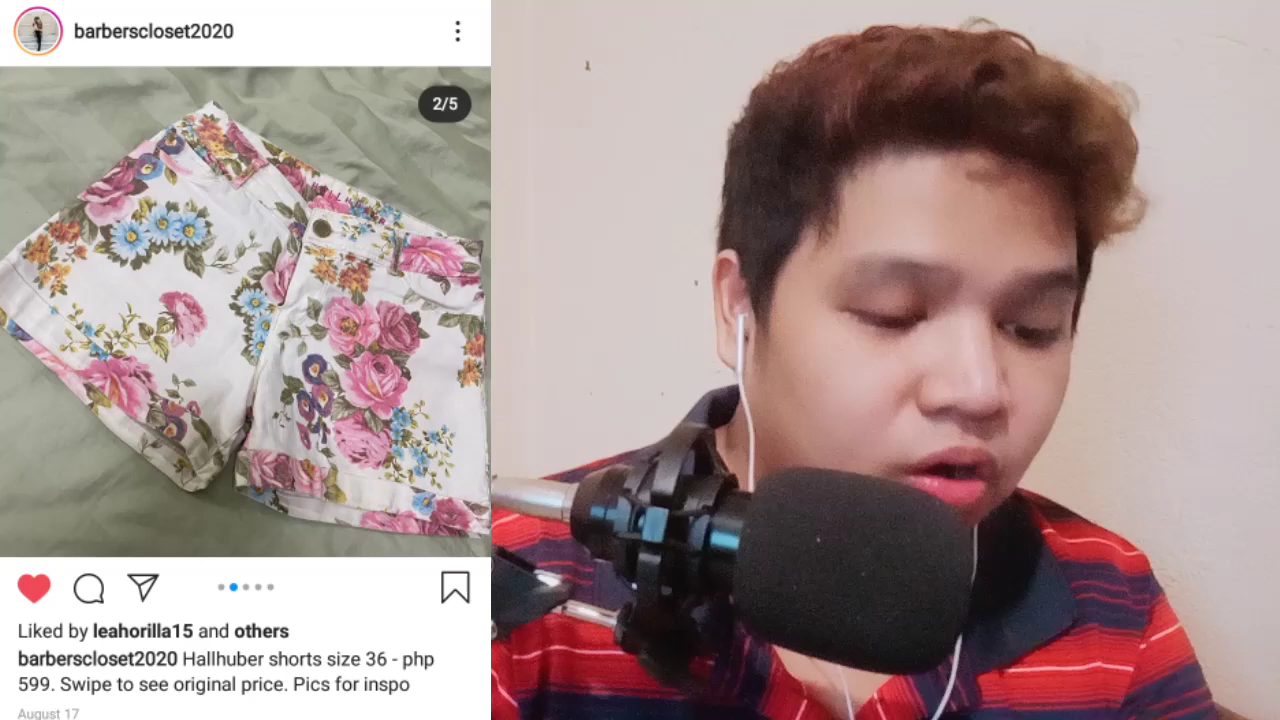 barberscloset2020
2/5
Liked by leahorilla15 and others
barberscloset2020 Hallhuber shorts size 36 - php
599. Swipe to see original price. Pics for inspo
August 17